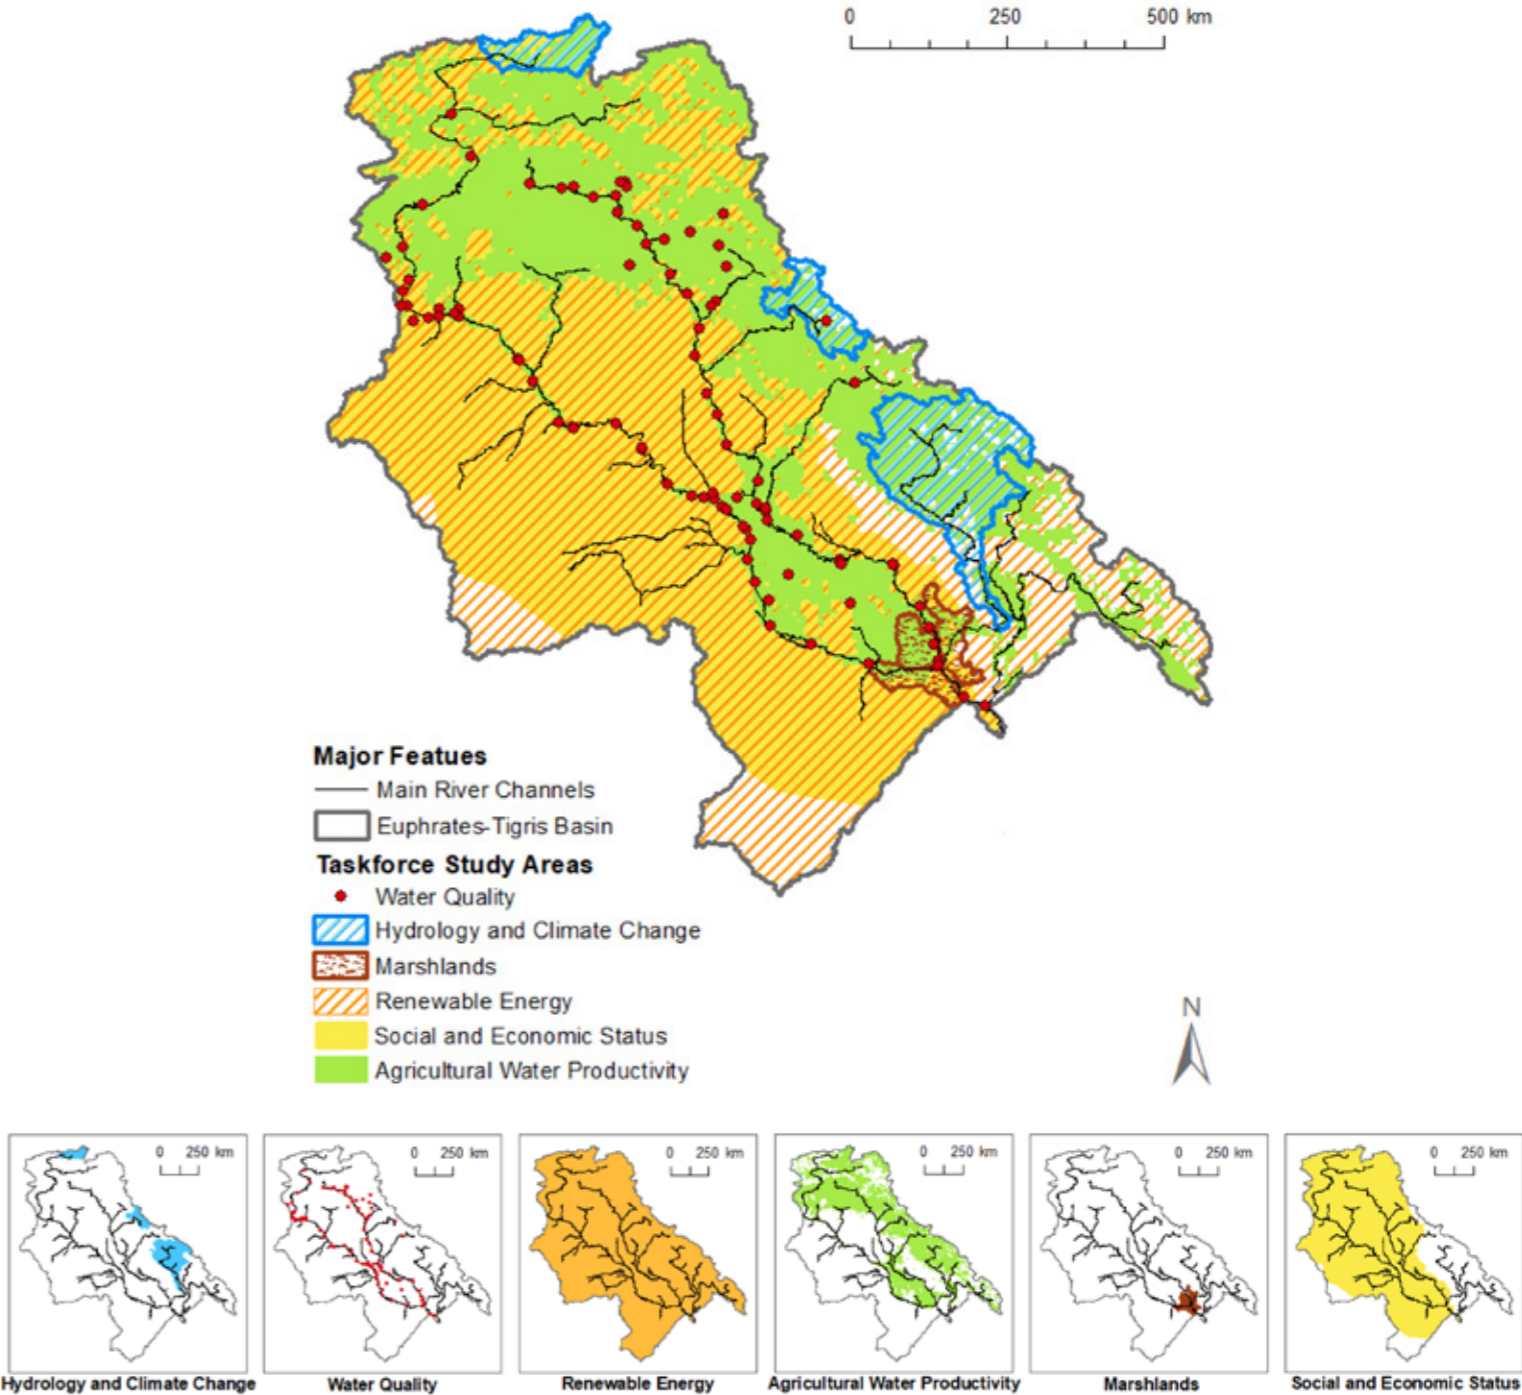 0 250 500 km
Major Featues
Main River Channels
Euphrates-Tigris Basin
Taskforce Study Areas
Water Quality
Hydrology and Climate Change
Marshlands
Renewable Energy
Social and Economic Status
Agricultural Water Productivity
N
0 250 km
0 250 km
0 250 km
0 250 km
0 250 km
0 250 km
Hydrology and Climate Change
Water Quality
Renewable Energy
Agricultural Water Productivity
Marshlands
Social and Economic Status